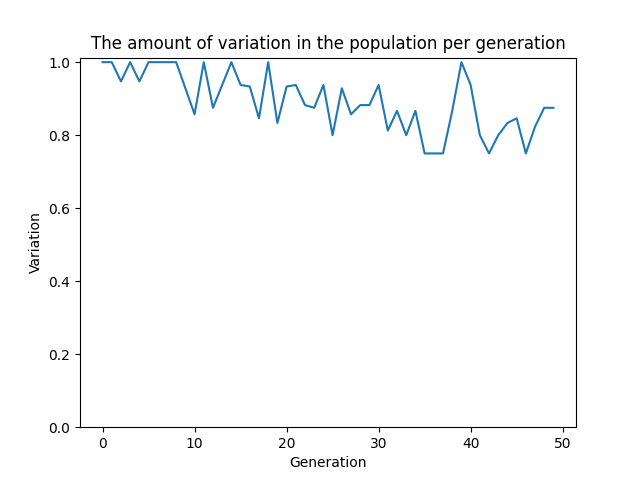 The amount of variation in the population per generation
1.0
0.8
0.6
0.4
0.2
0.0
Variation
0 10 20 30 40 50
Generation